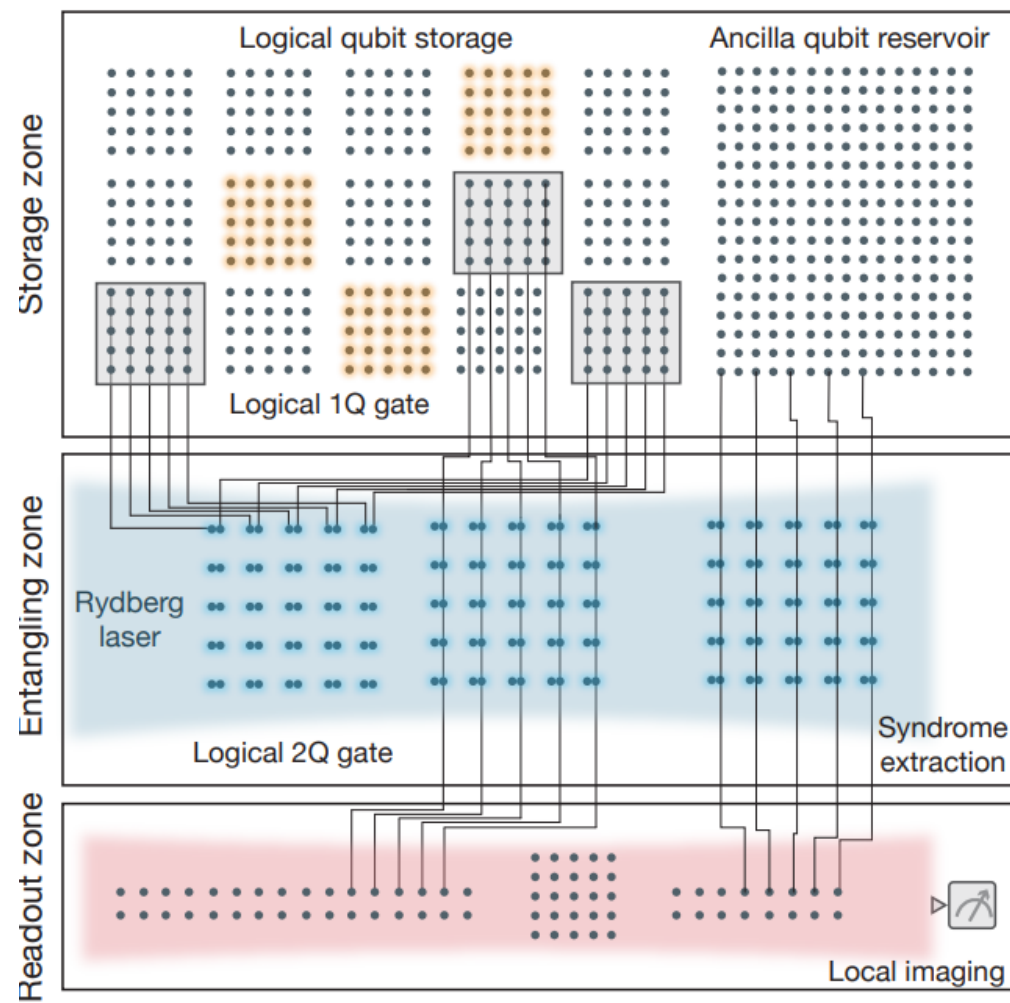 Logical qubit storage
Ancilla qubit reservoir
Storage zone
Logical 1Q gate
Entangling zone
Rydberg
laser
Logical 2Q gate
Syndrome
extraction
Readout zone
Local imaging